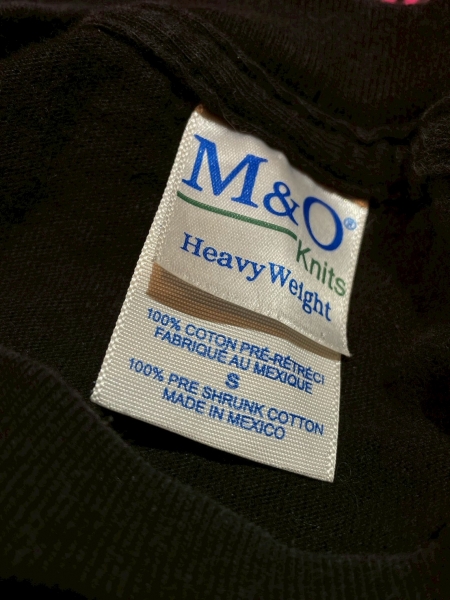 M&O®
Knits
HeavyWeight
100% COTON PRÉ-RÉTRÉCI
FABRIQUÉ AU MEXIQUE
S
100% PRE SHRUNK COTTON
MADE IN MEXICO